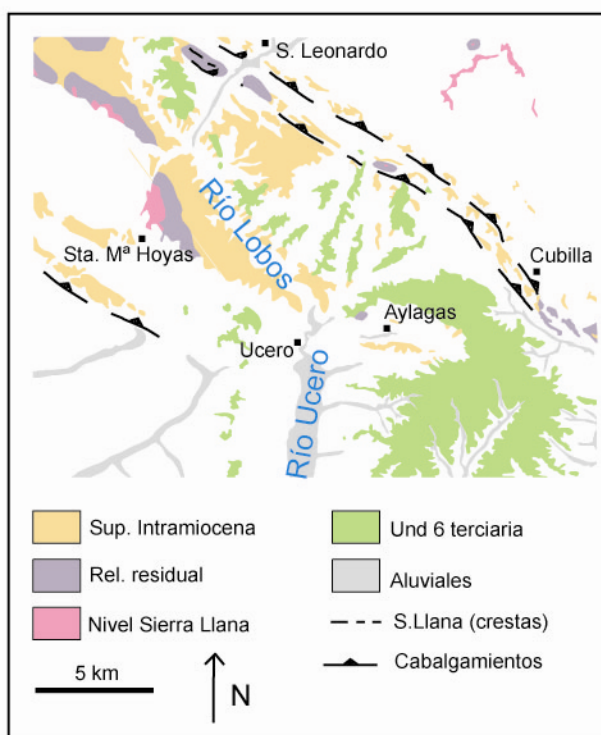 S. Leonardo
Río Lobos
Sta. Mª Hoyas
Cubilla
Aylagas
Ucero
Río Ucero
Sup. Intramiocena
Rel. residual
Nivel Sierra Llana
Und 6 terciaria
Aluviales
S.Llana (crestas)
Cabalgamientos
5 km
N